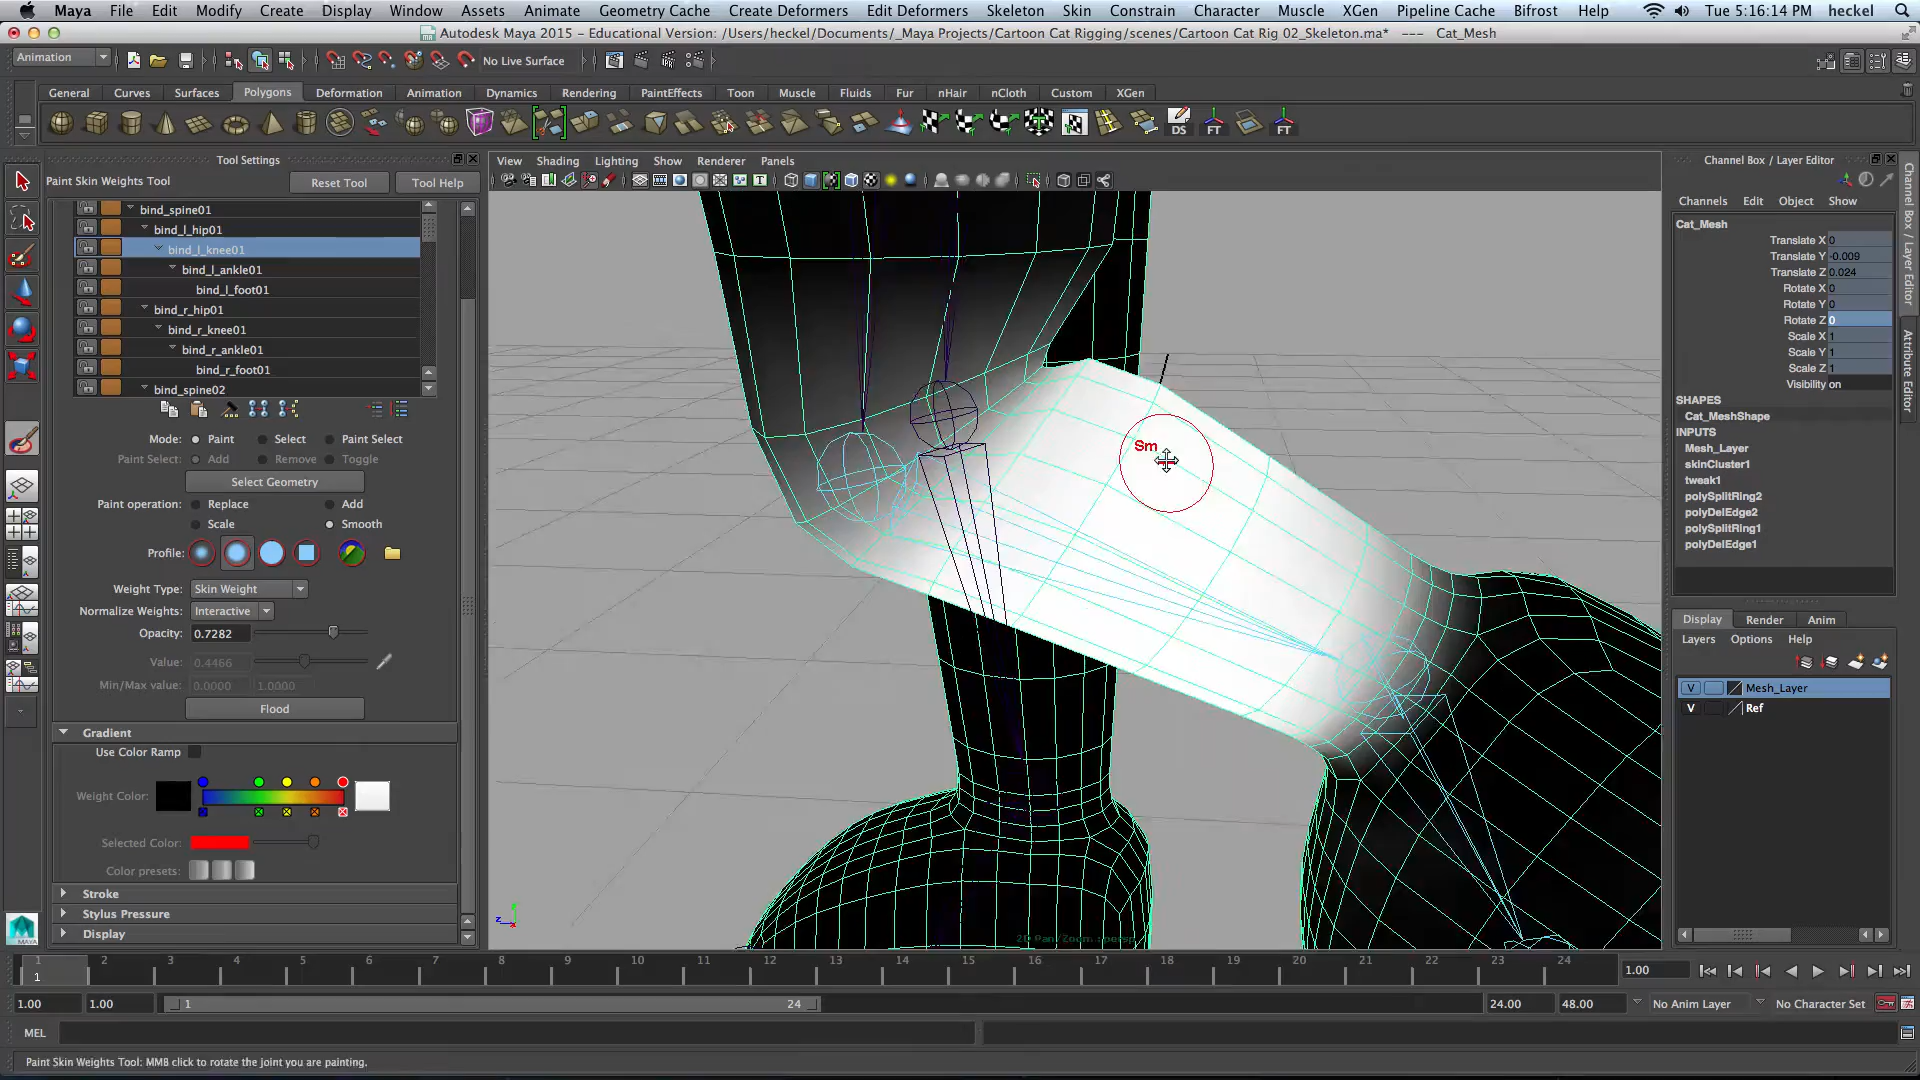 Maya File Edit Modify Create Display Window Assets Animate Geometry Cache Create Deformers Edit Deformers Skeleton Skin Constrain Character Muscle XGen Pipeline Cache Bifrost Help Tue 5:16:14 PM heckel
Autodesk Maya 2015 - Educational Version: /Users/heckel/Documents/_Maya Projects/Cartoon Cat Rigging/scenes/Cartoon Cat Rig 02_Skeleton.ma* --- Cat_Mesh
Animation No Live Surface
General Curves Surfaces Polygons Deformation Animation Dynamics Rendering PaintEffects Toon Muscle Fluids Fur nHair nCloth Custom XGen
DS FT FT
Tool Settings
Paint Skin Weights Tool Reset Tool Tool Help
bind_spine01
bind_l_hip01
bind_l_knee01
bind_l_ankle01
bind_l_foot01
bind_r_hip01
bind_r_knee01
bind_r_ankle01
bind_r_foot01
bind_spine02
Mode: Paint Select Paint Select
Paint Select: Add Remove Toggle
Select Geometry
Paint operation: Replace Add
Scale Smooth
Profile:
Weight Type: Skin Weight
Normalize Weights: Interactive
Opacity: 0.7282
Value: 0.4466
Min/Max value: 0.0000 1.0000
Flood
Gradient
Use Color Ramp
Weight Color:
Selected Color:
Color presets:
Stroke
Stylus Pressure
Display
View Shading Lighting Show Renderer Panels
Sm
2D Pan/Zoom : persp
Channel Box / Layer Editor
Channels Edit Object Show
Cat_Mesh
Translate X 0
Translate Y -0.009
Translate Z 0.024
Rotate X 0
Rotate Y 0
Rotate Z 0
Scale X 1
Scale Y 1
Scale Z 1
Visibility on
SHAPES
Cat_MeshShape
INPUTS
Mesh_Layer
skinCluster1
tweak1
polySplitRing2
polyDelEdge2
polySplitRing1
polyDelEdge1
Display Render Anim
Layers Options Help
V Mesh_Layer
V Ref
Channel Box / Layer Editor
Attribute Editor
1 2 3 4 5 6 7 8 9 10 11 12 13 14 15 16 17 18 19 20 21 22 23 24
1 1.00
1.00 1.00 1 24 24.00 48.00 No Anim Layer No Character Set
MEL
Paint Skin Weights Tool: MMB click to rotate the joint you are painting.